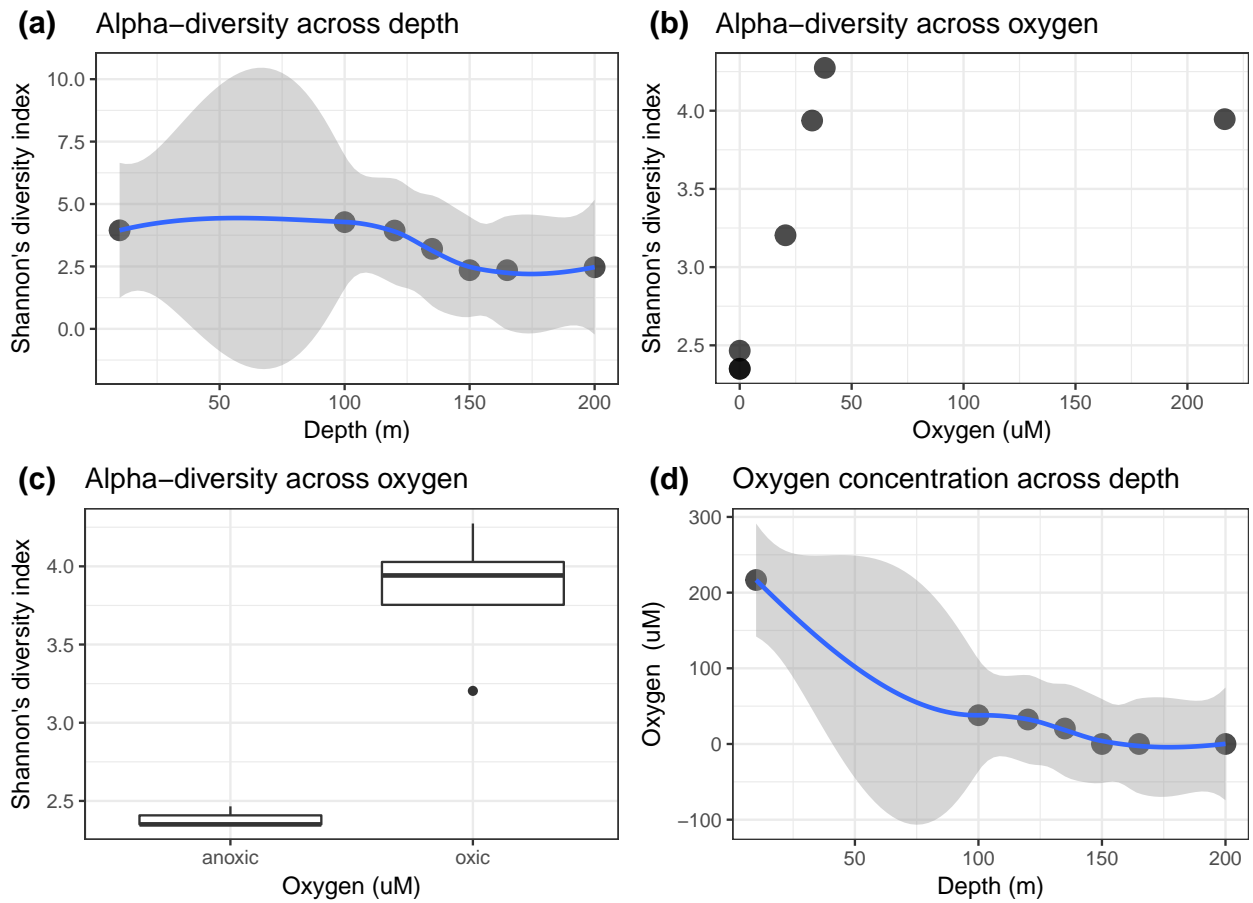 (a) Alpha−diversity across depth
Shannon's diversity index
10.0
7.5
5.0
2.5
0.0
50 100 150 200
Depth (m)
(b) Alpha−diversity across oxygen
Shannon's diversity index
4.0
3.5
3.0
2.5
0 50 100 150 200
Oxygen (uM)
(c) Alpha−diversity across oxygen
Shannon's diversity index
4.0
3.5
3.0
2.5
anoxic oxic
Oxygen (uM)
(d) Oxygen concentration across depth
Oxygen (uM)
300
200
100
0
−100
50 100 150 200
Depth (m)